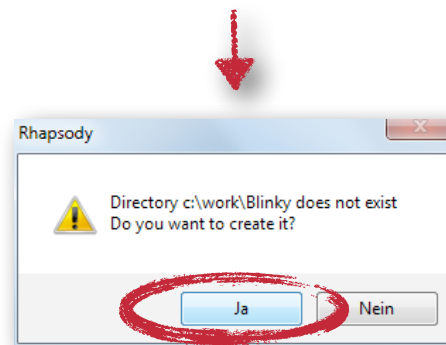 Rhapsody
Directory c:\work\Blinky does not exist
Do you want to create it?
Ja
Nein